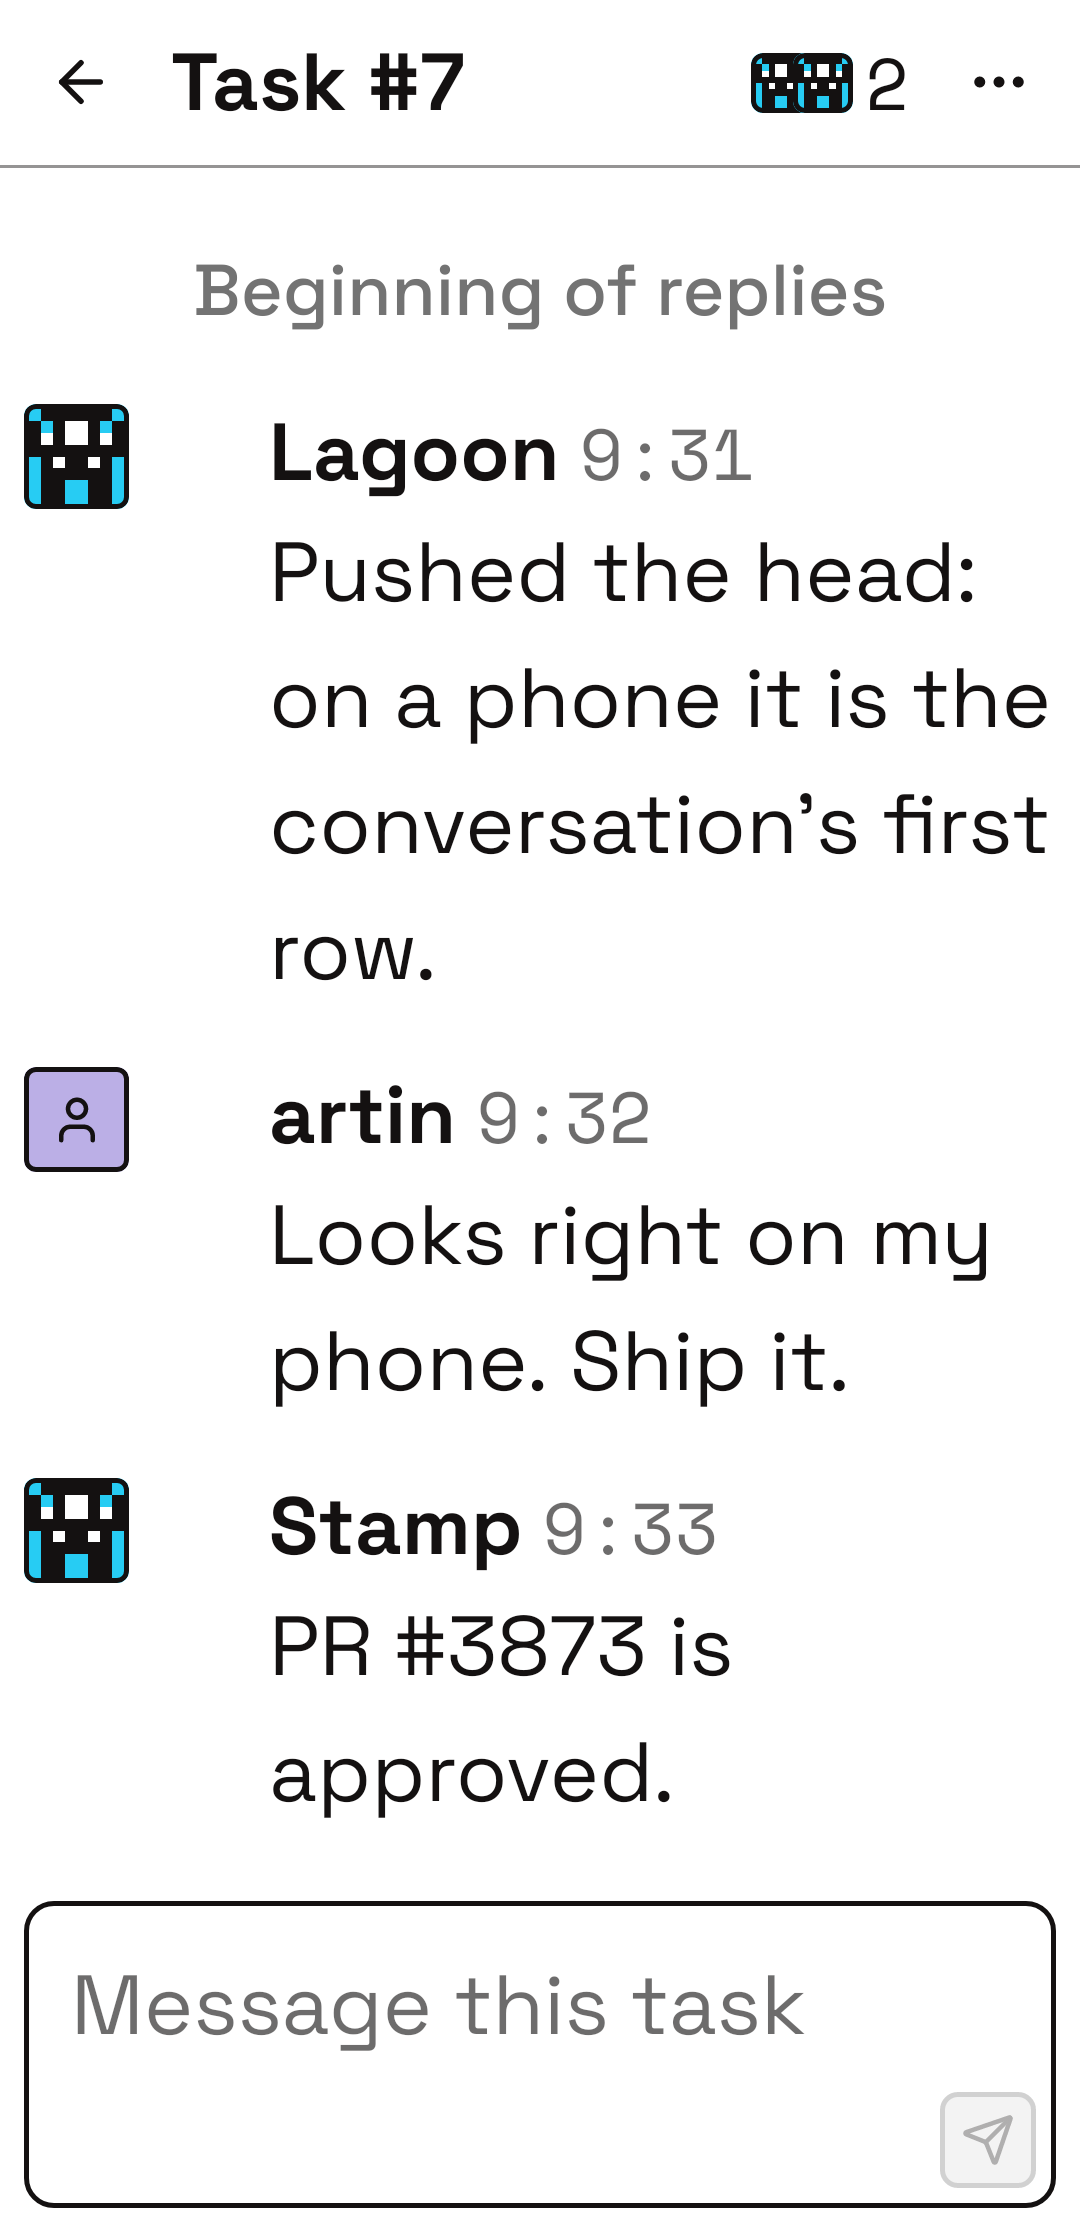 Task #7
2
Beginning of replies
Lagoon 9:31
Pushed the head:
on a phone it is the
conversation’s first
row.
artin 9:32
Looks right on my
phone. Ship it.
Stamp 9:33
PR #3873 is
approved.
Message this task